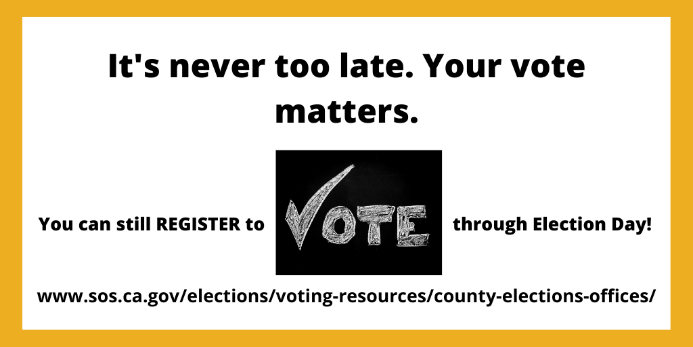 It's never too late. Your vote
matters.
You can still REGISTER to VOTE through Election Day!
www.sos.ca.gov/elections/voting-resources/county-elections-offices/